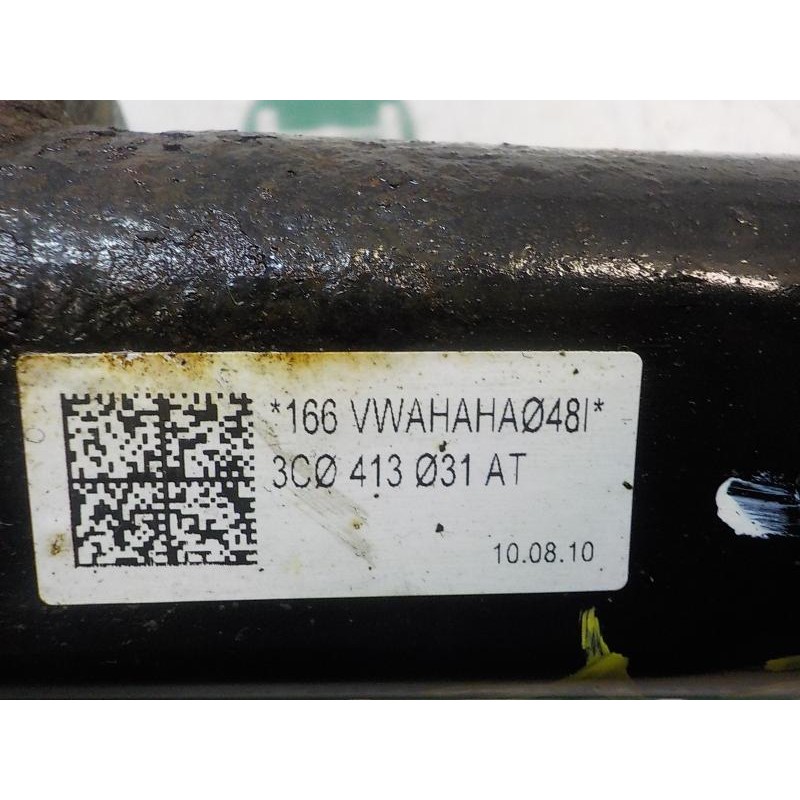 *166 VWAHAHAØ48I*
3CØ 413 Ø31 AT
10.08.10